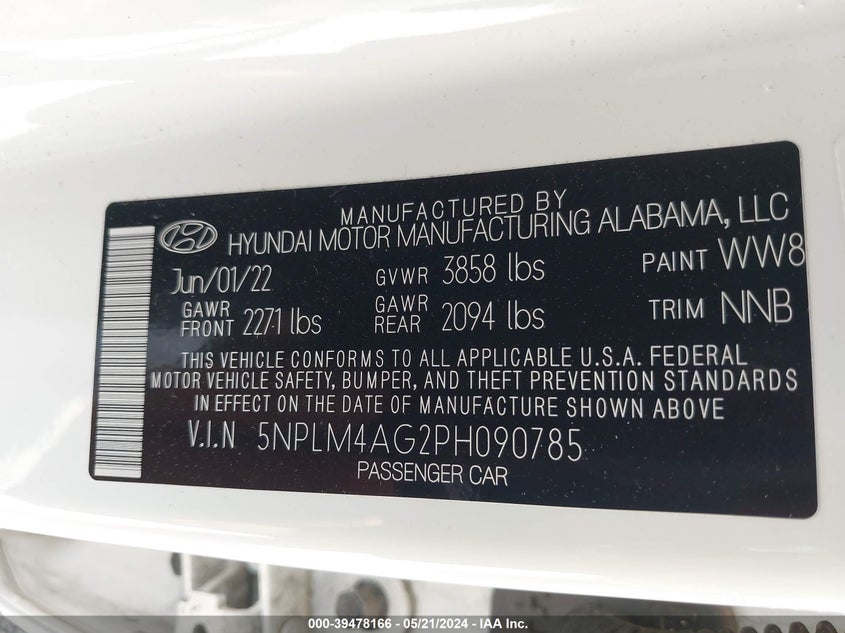 MANUFACTURED BY
HYUNDAI MOTOR MANUFACTURING ALABAMA, LLC
Jun/01/22 GVWR 3858 lbs PAINT WW8
GAWR FRONT 2271 lbs GAWR REAR 2094 lbs TRIM NNB
THIS VEHICLE CONFORMS TO ALL APPLICABLE U.S.A. FEDERAL
MOTOR VEHICLE SAFETY, BUMPER, AND THEFT PREVENTION STANDARDS
IN EFFECT ON THE DATE OF MANUFACTURE SHOWN ABOVE
V.I.N 5NPLM4AG2PH090785
PASSENGER CAR
000-39478166 - 05/21/2024 - IAA Inc.